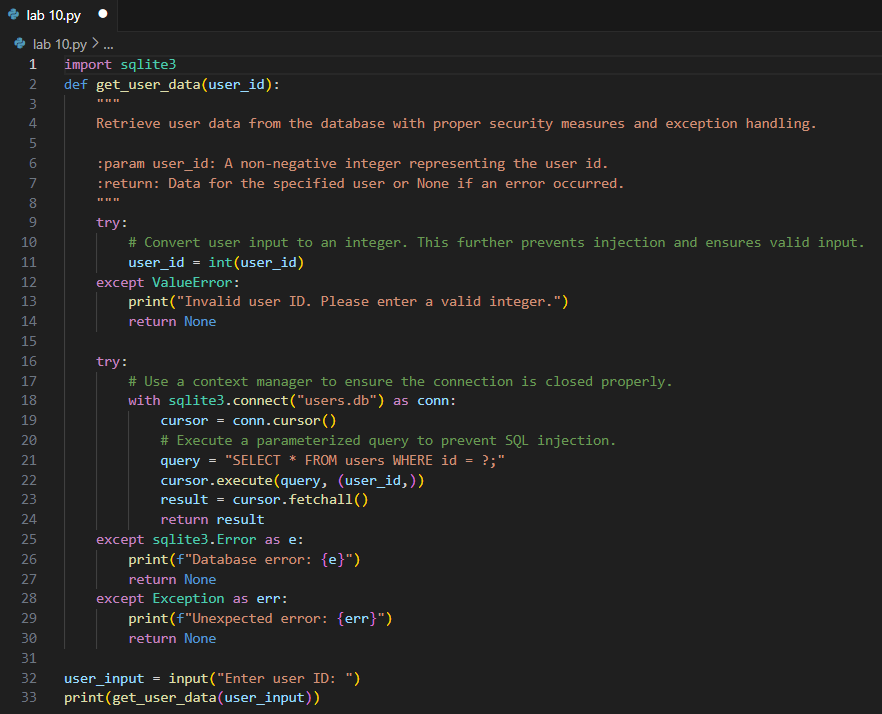 lab 10.py
lab 10.py > ...
1 import sqlite3
2 def get_user_data(user_id):
3     """
4     Retrieve user data from the database with proper security measures and exception handling.
5
6     :param user_id: A non-negative integer representing the user id.
7     :return: Data for the specified user or None if an error occurred.
8     """
9     try:
10         # Convert user input to an integer. This further prevents injection and ensures valid input.
11         user_id = int(user_id)
12     except ValueError:
13         print("Invalid user ID. Please enter a valid integer.")
14         return None
15
16     try:
17         # Use a context manager to ensure the connection is closed properly.
18         with sqlite3.connect("users.db") as conn:
19             cursor = conn.cursor()
20             # Execute a parameterized query to prevent SQL injection.
21             query = "SELECT * FROM users WHERE id = ?;"
22             cursor.execute(query, (user_id,))
23             result = cursor.fetchall()
24             return result
25     except sqlite3.Error as e:
26         print(f"Database error: {e}")
27         return None
28     except Exception as err:
29         print(f"Unexpected error: {err}")
30         return None
31
32 user_input = input("Enter user ID: ")
33 print(get_user_data(user_input))